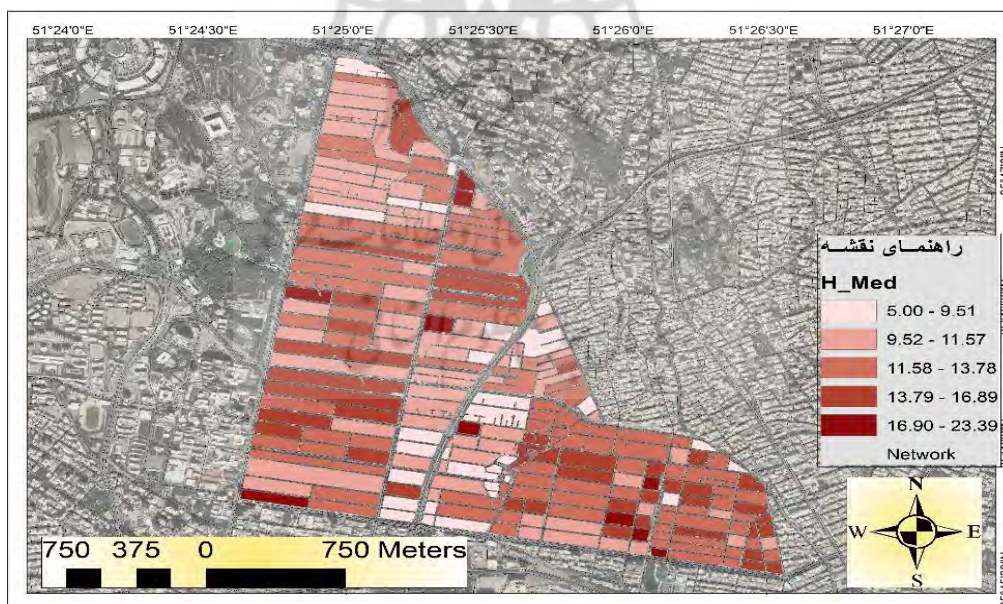 51°24'0"E 51°24'30"E 51°25'0"E 51°25'30"E 51°26'0"E 51°26'30"E 51°27'0"E
راهنمای نقشه
H_Med
5.00 - 9.51
9.52 - 11.57
11.58 - 13.78
13.79 - 16.89
16.90 - 23.39
Network
N
W E
S
750 375 0 750 Meters